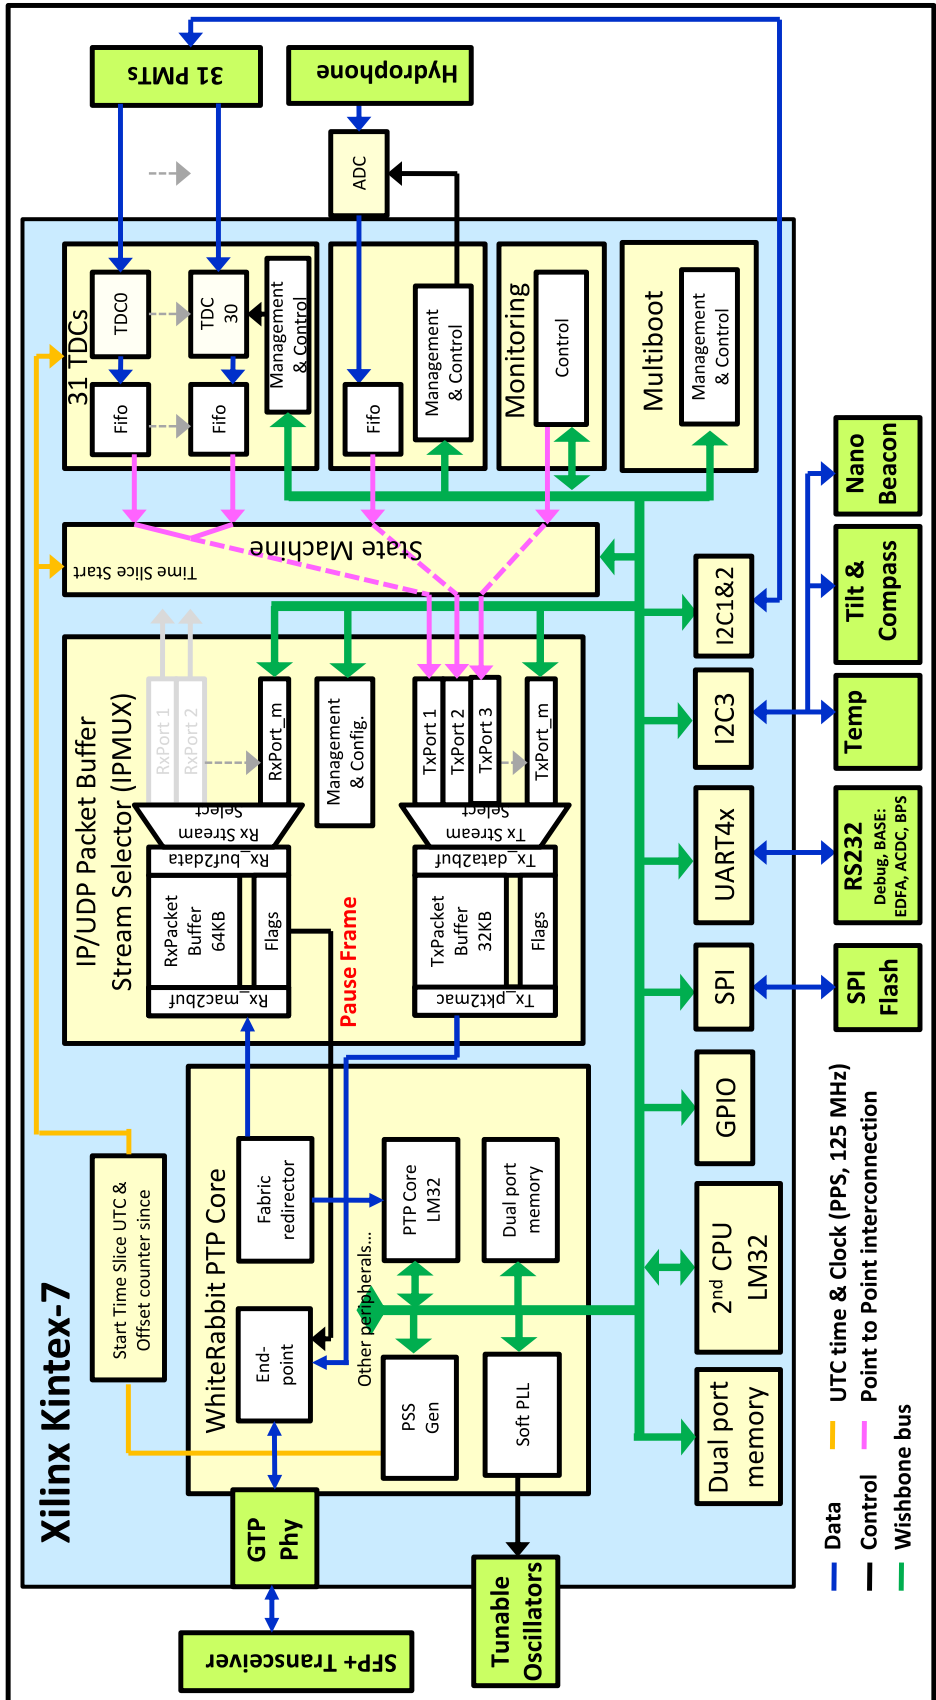 Xilinx Kintex-7
SFP+ Transceiver
GTP
Phy
Tunable
Oscillators
Start Time Slice UTC &
Offset counter since
WhiteRabbit PTP Core
End-
point
Fabric
redirector
Other peripherals...
PSS
Gen
PTP Core
LM32
Soft PLL
Dual port
memory
IP/UDP Packet Buffer
Stream Selector (IPMUX)
Rx_mac2buf
RxPacket
Buffer
64KB
Flags
Rx_buf2data
Rx Stream
Select
RxPort 1
RxPort 2
RxPort_m
Pause Frame
Management
& Config.
Tx_pkt2mac
TxPacket
Buffer
32KB
Flags
Tx_data2buf
Tx Stream
Select
TxPort 1
TxPort 2
TxPort 3
TxPort_m
Time Slice Start
State Machine
31 TDCs
Fifo
TDC0
Fifo
TDC
30
Management
& Control
31 PMTs
Hydrophone
ADC
Fifo
Management
& Control
Monitoring
Control
Multiboot
Management
& Control
Dual port
memory
2nd CPU
LM32
GPIO
SPI
UART4x
I2C3
I2C1&2
SPI
Flash
RS232
Debug, BASE:
EDFA, ACDC, BPS
Temp
Tilt &
Compass
Nano
Beacon
Data
UTC time & Clock (PPS, 125 MHz)
Control
Point to Point interconnection
Wishbone bus